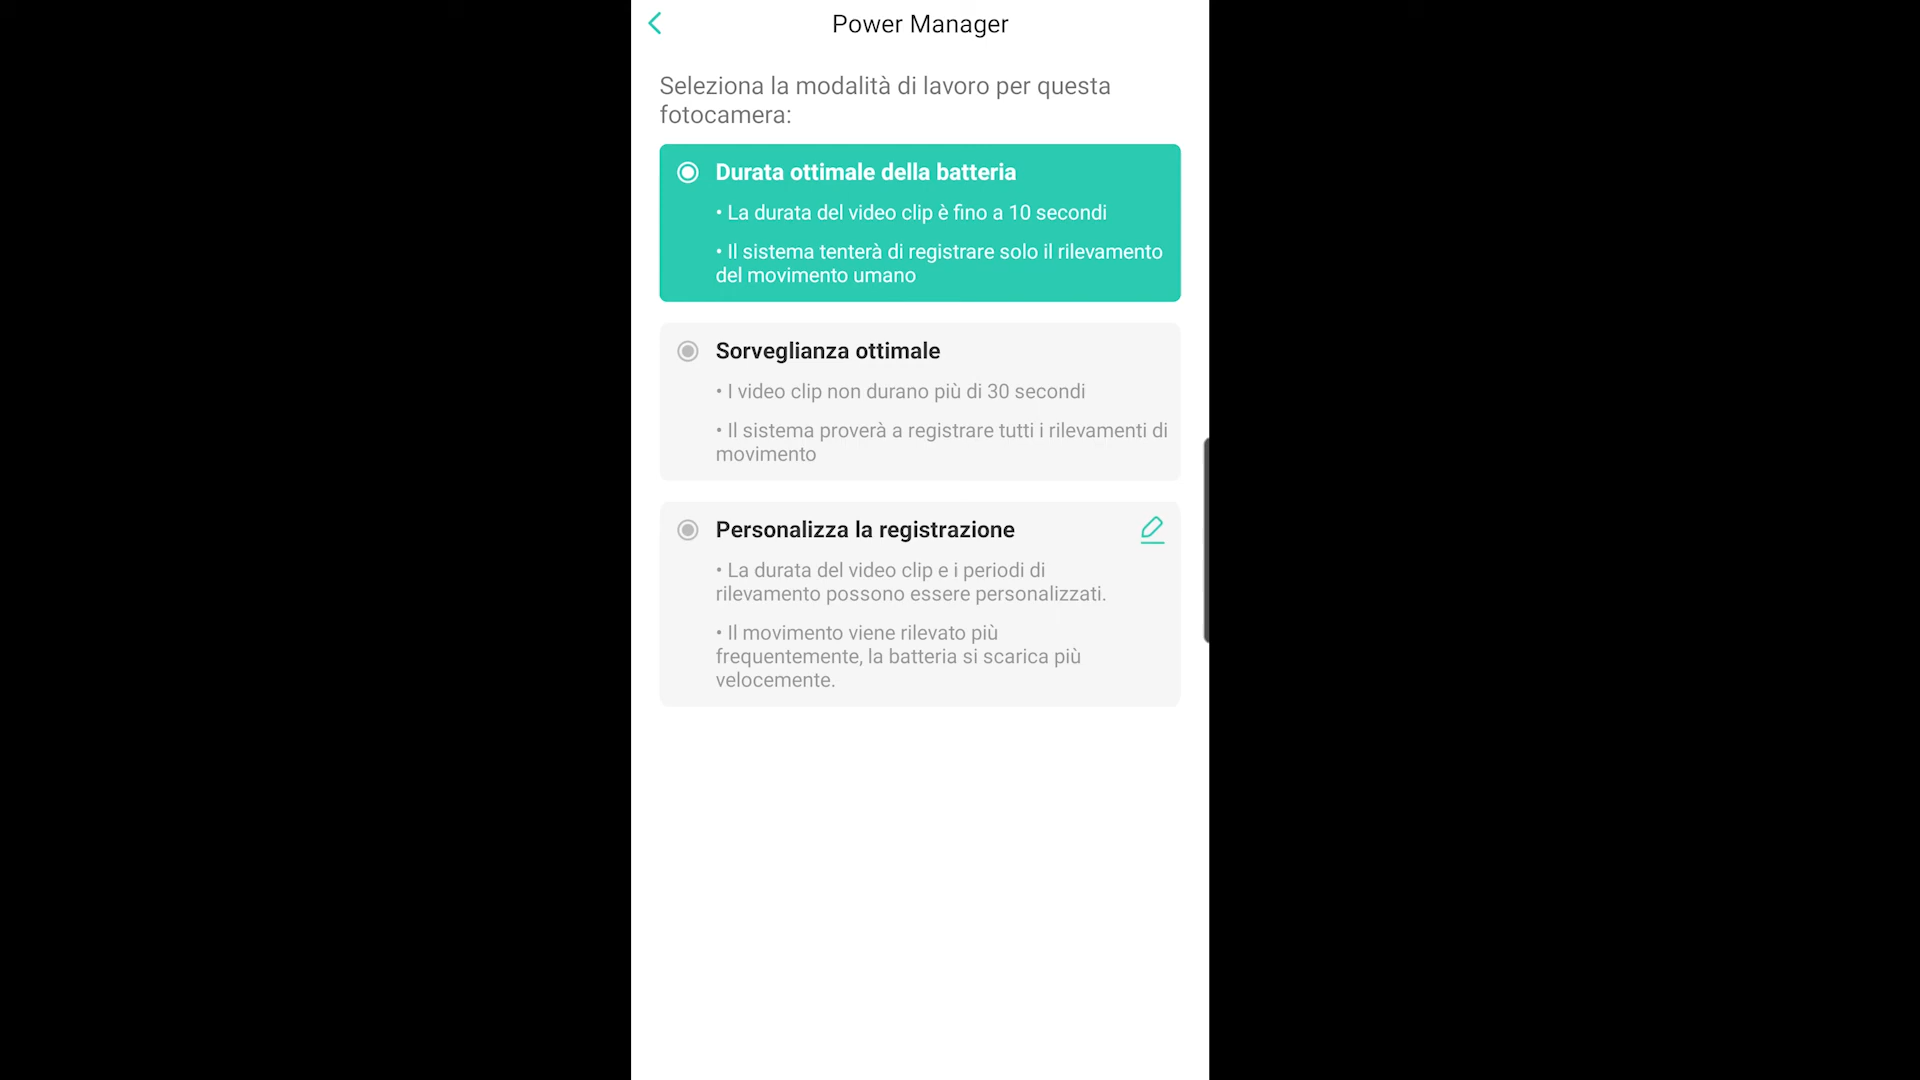 Power Manager
Seleziona la modalità di lavoro per questa
fotocamera:
Durata ottimale della batteria
• La durata del video clip è fino a 10 secondi
• Il sistema tenterà di registrare solo il rilevamento
del movimento umano
Sorveglianza ottimale
• I video clip non durano più di 30 secondi
• Il sistema proverà a registrare tutti i rilevamenti di
movimento
Personalizza la registrazione
• La durata del video clip e i periodi di
rilevamento possono essere personalizzati.
• Il movimento viene rilevato più
frequentemente, la batteria si scarica più
velocemente.